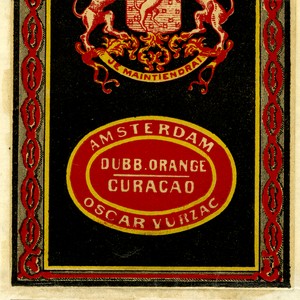 JE MAINTIENDRAI
AMSTERDAM
DUBB.ORANGE
CURAÇAO
OSCAR VURZAC